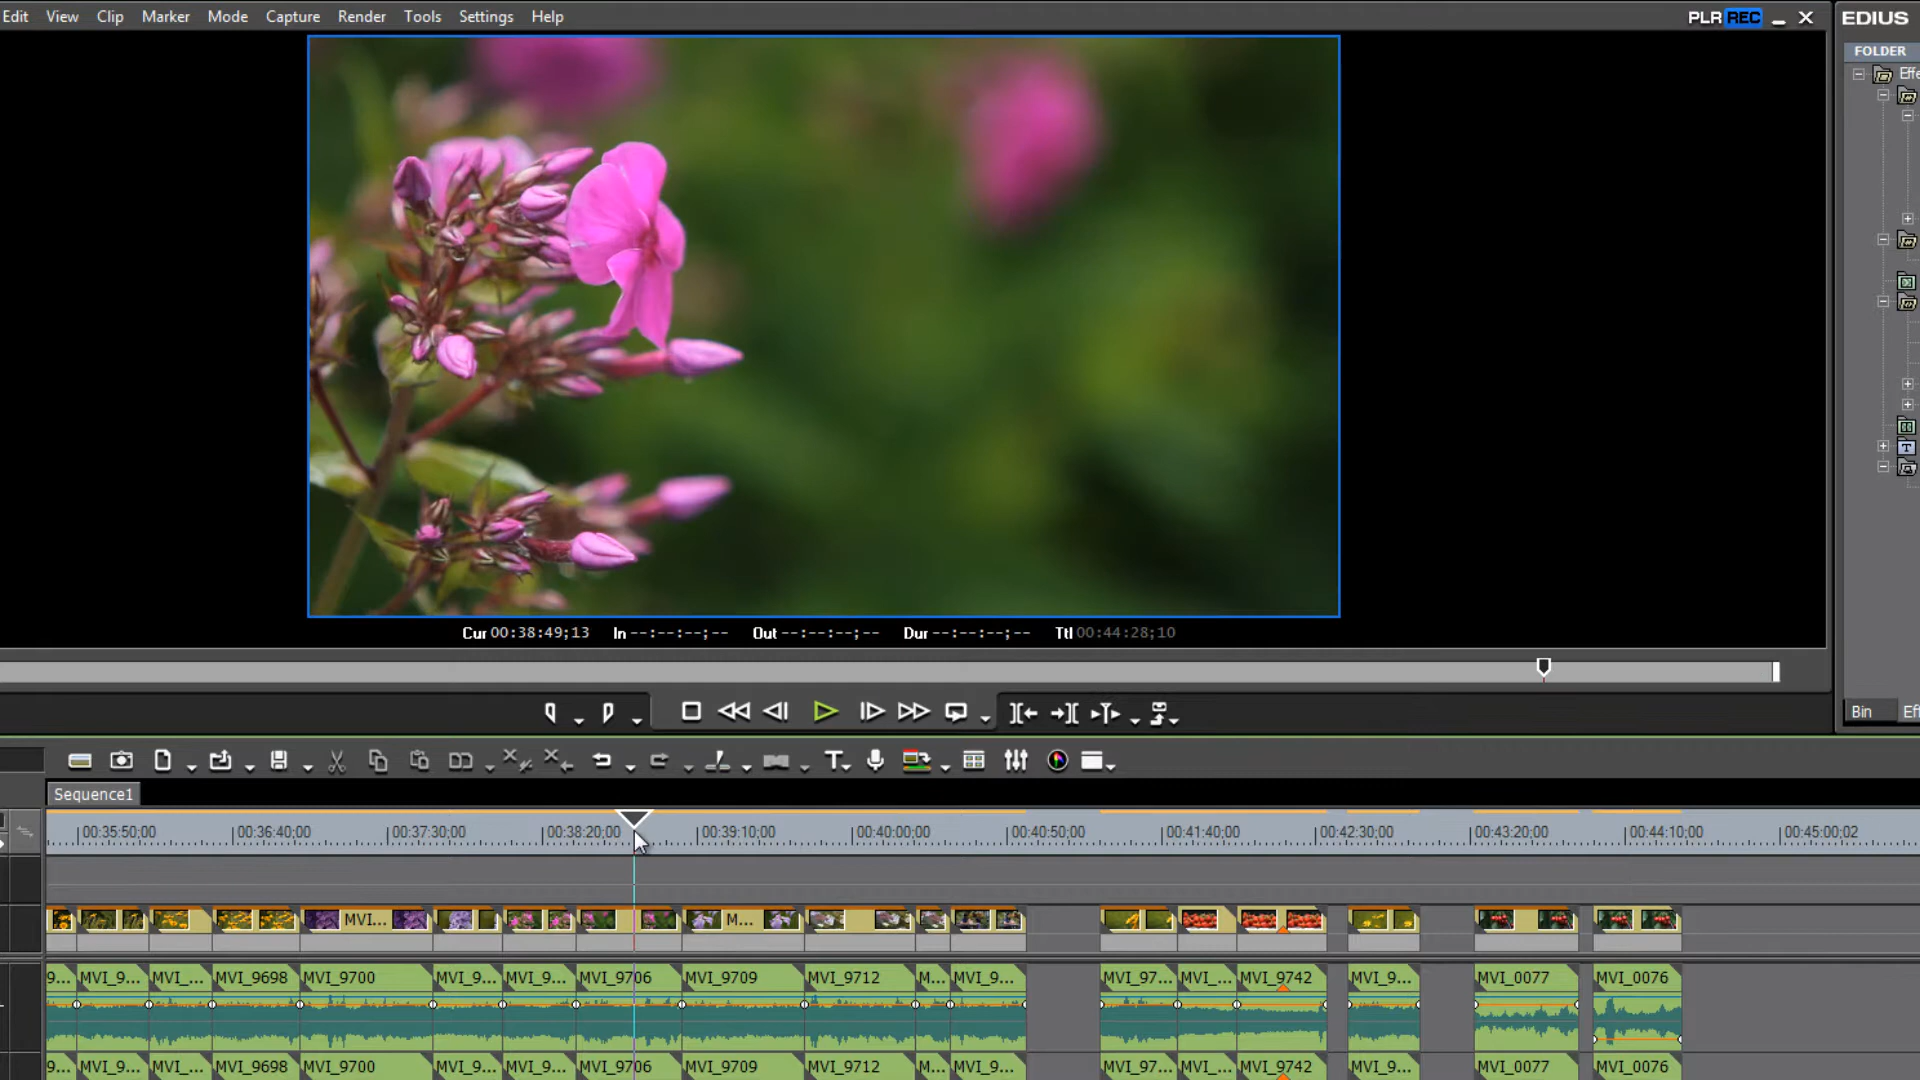 Edit View Clip Marker Mode Capture Render Tools Settings Help PLR REC EDIUS
FOLDER
Effe
Cur 00:38:49;13 In --:--:--;-- Out --:--:--;-- Dur --:--:--;-- Ttl 00:44:28;10
Bin Ef
Sequence1
00:35:50;00 00:36:40;00 00:37:30;00 00:38:20;00 00:39:10;00 00:40:00;00 00:40:50;00 00:41:40;00 00:42:30;00 00:43:20;00 00:44:10;00 00:45:00;02
MVI... M...
9... MVI_9... MVI_... MVI_9698 MVI_9700 MVI_9... MVI_9... MVI_9706 MVI_9709 MVI_9712 M... MVI_9... MVI_97... MVI_... MVI_9742 MVI_9... MVI_0077 MVI_0076
9... MVI_9... MVI_... MVI_9698 MVI_9700 MVI_9... MVI_9... MVI_9706 MVI_9709 MVI_9712 M... MVI_9... MVI_97... MVI_... MVI_9742 MVI_9... MVI_0077 MVI_0076